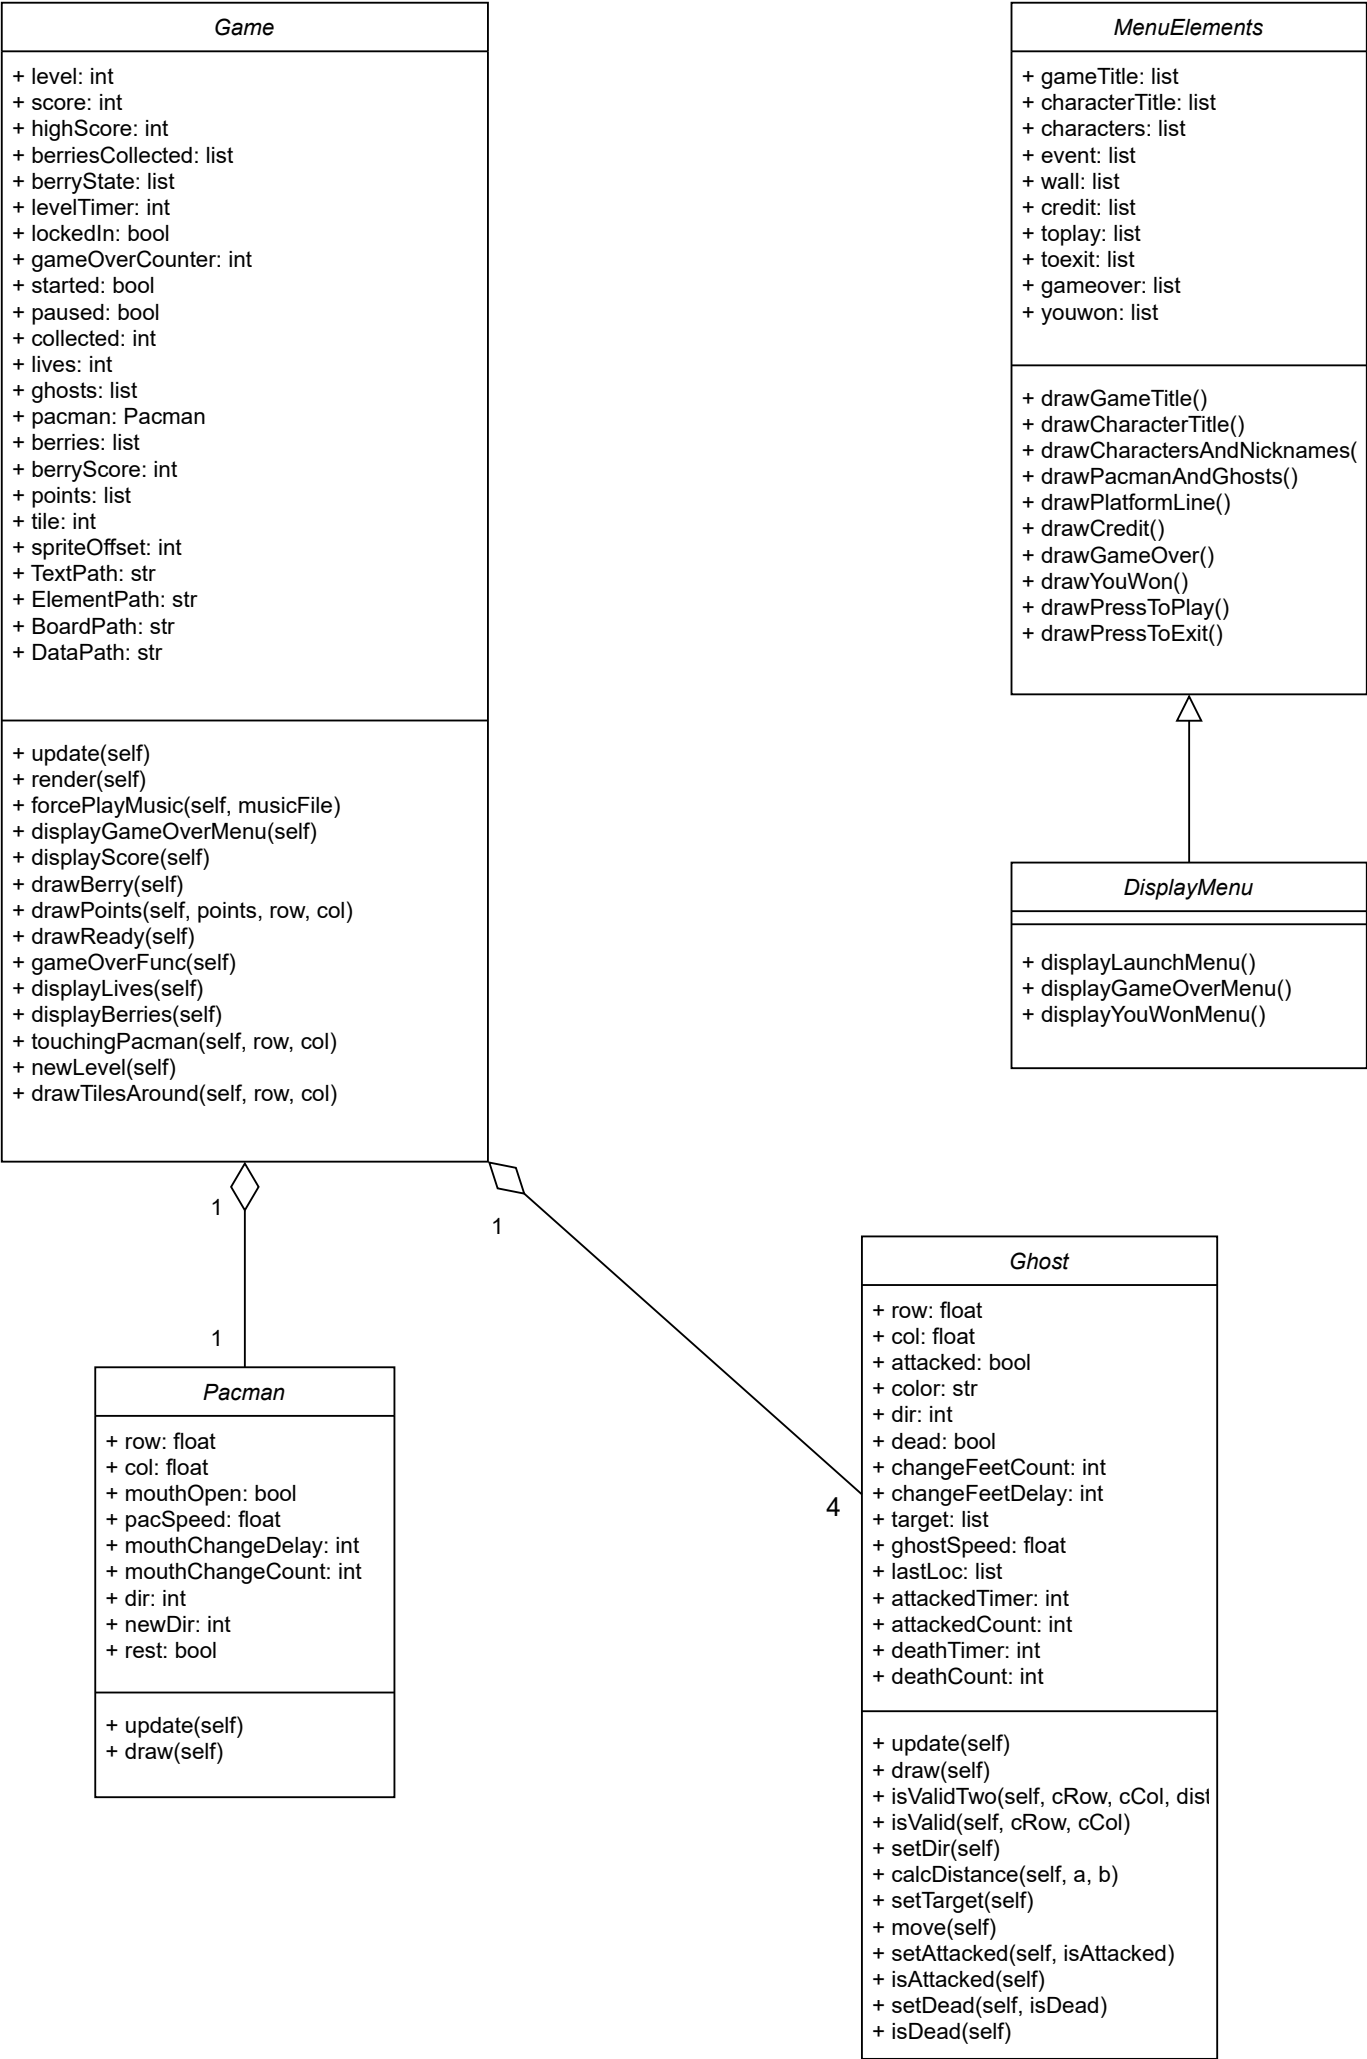 Game
+ level: int
+ score: int
+ highScore: int
+ berriesCollected: list
+ berryState: list
+ levelTimer: int
+ lockedIn: bool
+ gameOverCounter: int
+ started: bool
+ paused: bool
+ collected: int
+ lives: int
+ ghosts: list
+ pacman: Pacman
+ berries: list
+ berryScore: int
+ points: list
+ tile: int
+ spriteOffset: int
+ TextPath: str
+ ElementPath: str
+ BoardPath: str
+ DataPath: str
+ update(self)
+ render(self)
+ forcePlayMusic(self, musicFile)
+ displayGameOverMenu(self)
+ displayScore(self)
+ drawBerry(self)
+ drawPoints(self, points, row, col)
+ drawReady(self)
+ gameOverFunc(self)
+ displayLives(self)
+ displayBerries(self)
+ touchingPacman(self, row, col)
+ newLevel(self)
+ drawTilesAround(self, row, col)
MenuElements
+ gameTitle: list
+ characterTitle: list
+ characters: list
+ event: list
+ wall: list
+ credit: list
+ toplay: list
+ toexit: list
+ gameover: list
+ youwon: list
+ drawGameTitle()
+ drawCharacterTitle()
+ drawCharactersAndNicknames(
+ drawPacmanAndGhosts()
+ drawPlatformLine()
+ drawCredit()
+ drawGameOver()
+ drawYouWon()
+ drawPressToPlay()
+ drawPressToExit()
DisplayMenu
+ displayLaunchMenu()
+ displayGameOverMenu()
+ displayYouWonMenu()
1
1
1
4
Pacman
+ row: float
+ col: float
+ mouthOpen: bool
+ pacSpeed: float
+ mouthChangeDelay: int
+ mouthChangeCount: int
+ dir: int
+ newDir: int
+ rest: bool
+ update(self)
+ draw(self)
Ghost
+ row: float
+ col: float
+ attacked: bool
+ color: str
+ dir: int
+ dead: bool
+ changeFeetCount: int
+ changeFeetDelay: int
+ target: list
+ ghostSpeed: float
+ lastLoc: list
+ attackedTimer: int
+ attackedCount: int
+ deathTimer: int
+ deathCount: int
+ update(self)
+ draw(self)
+ isValidTwo(self, cRow, cCol, dist
+ isValid(self, cRow, cCol)
+ setDir(self)
+ calcDistance(self, a, b)
+ setTarget(self)
+ move(self)
+ setAttacked(self, isAttacked)
+ isAttacked(self)
+ setDead(self, isDead)
+ isDead(self)